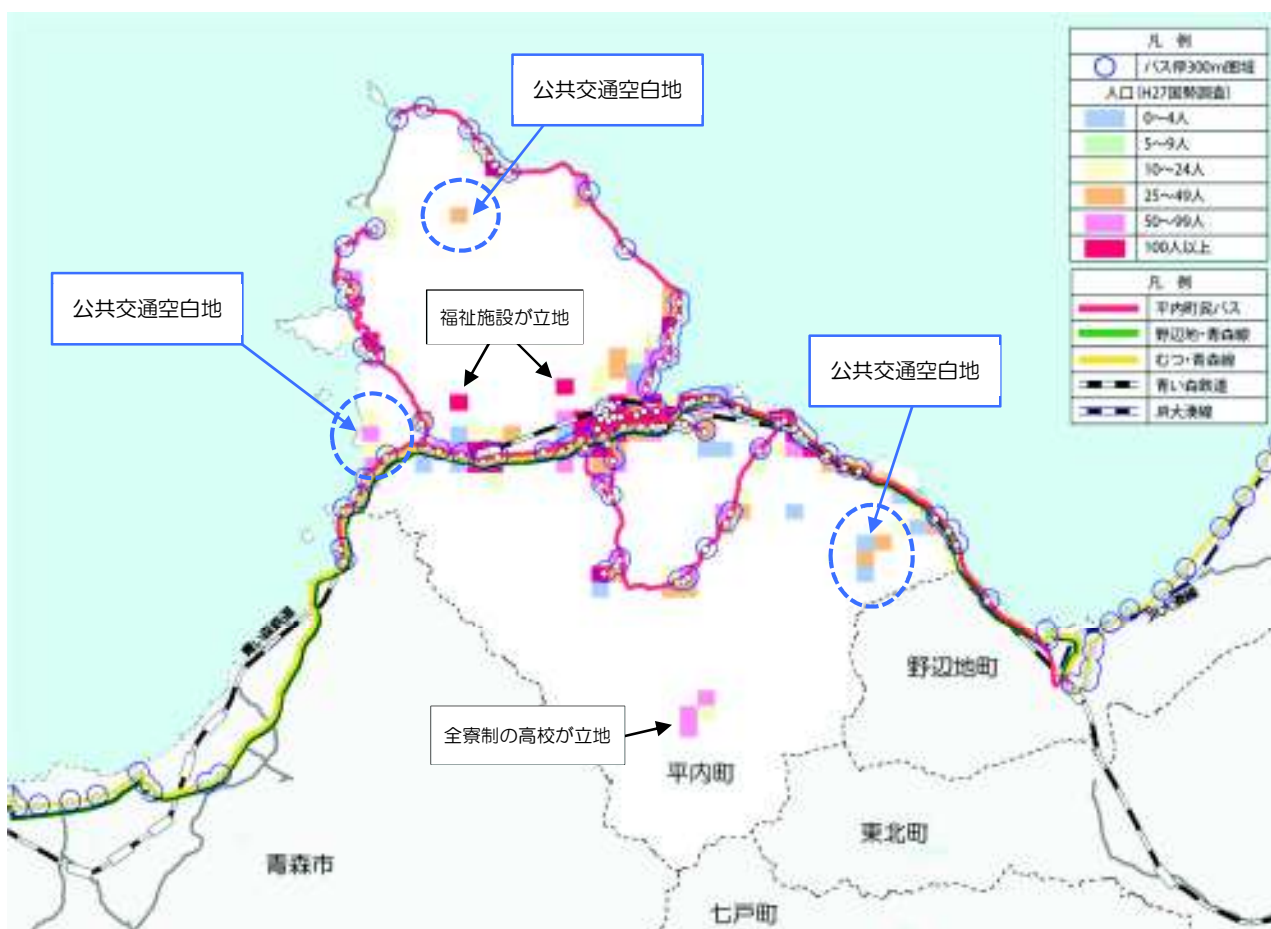 公共交通空白地
公共交通空白地
福祉施設が立地
公共交通空白地
全寮制の高校が立地
凡 例
バス停300m圏域
人口(H27国勢調査)
0～4人
5～9人
10～24人
25～49人
50～99人
100人以上
凡 例
平内町民バス
野辺地・青森線
むつ・青森線
青い森鉄道
JR大湊線
青い森鉄道
野辺地町
平内町
東北町
青森市
七戸町